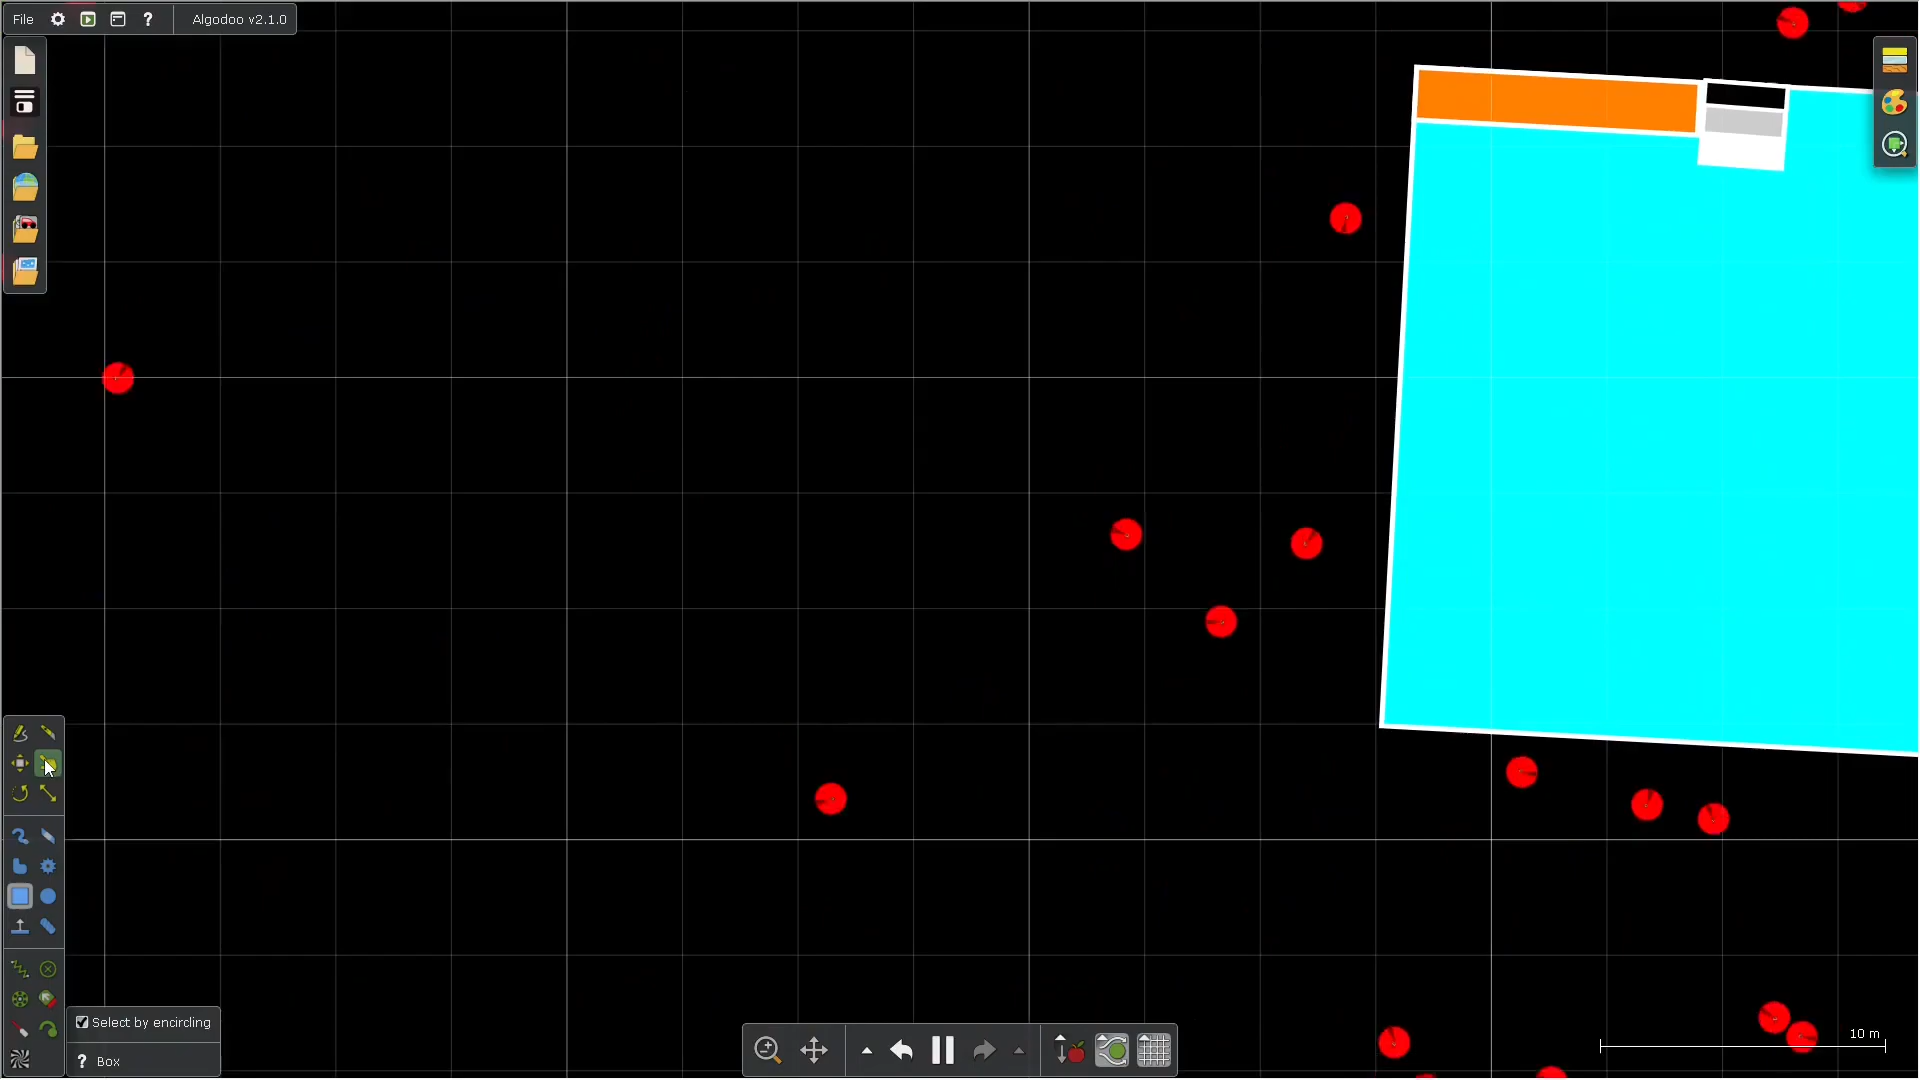 File ? Algodoo v2.1.0
Select by encircling
? Box
10 m